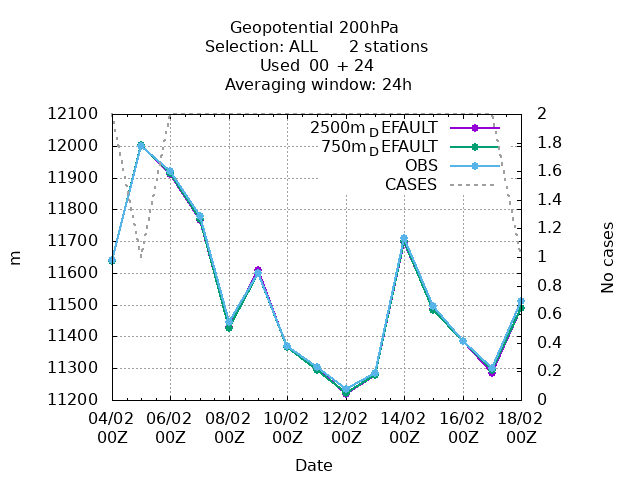 Geopotential 200hPa
Selection: ALL 2 stations
Used 00 + 24
Averaging window: 24h
12100
12000
11900
11800
11700
11600
11500
11400
11300
11200
m
2500m_DEFAULT
750m_DEFAULT
OBS
CASES
2
1.8
1.6
1.4
1.2
1
0.8
0.6
0.4
0.2
0
No cases
04/02 06/02 08/02 10/02 12/02 14/02 16/02 18/02
00Z 00Z 00Z 00Z 00Z 00Z 00Z 00Z
Date